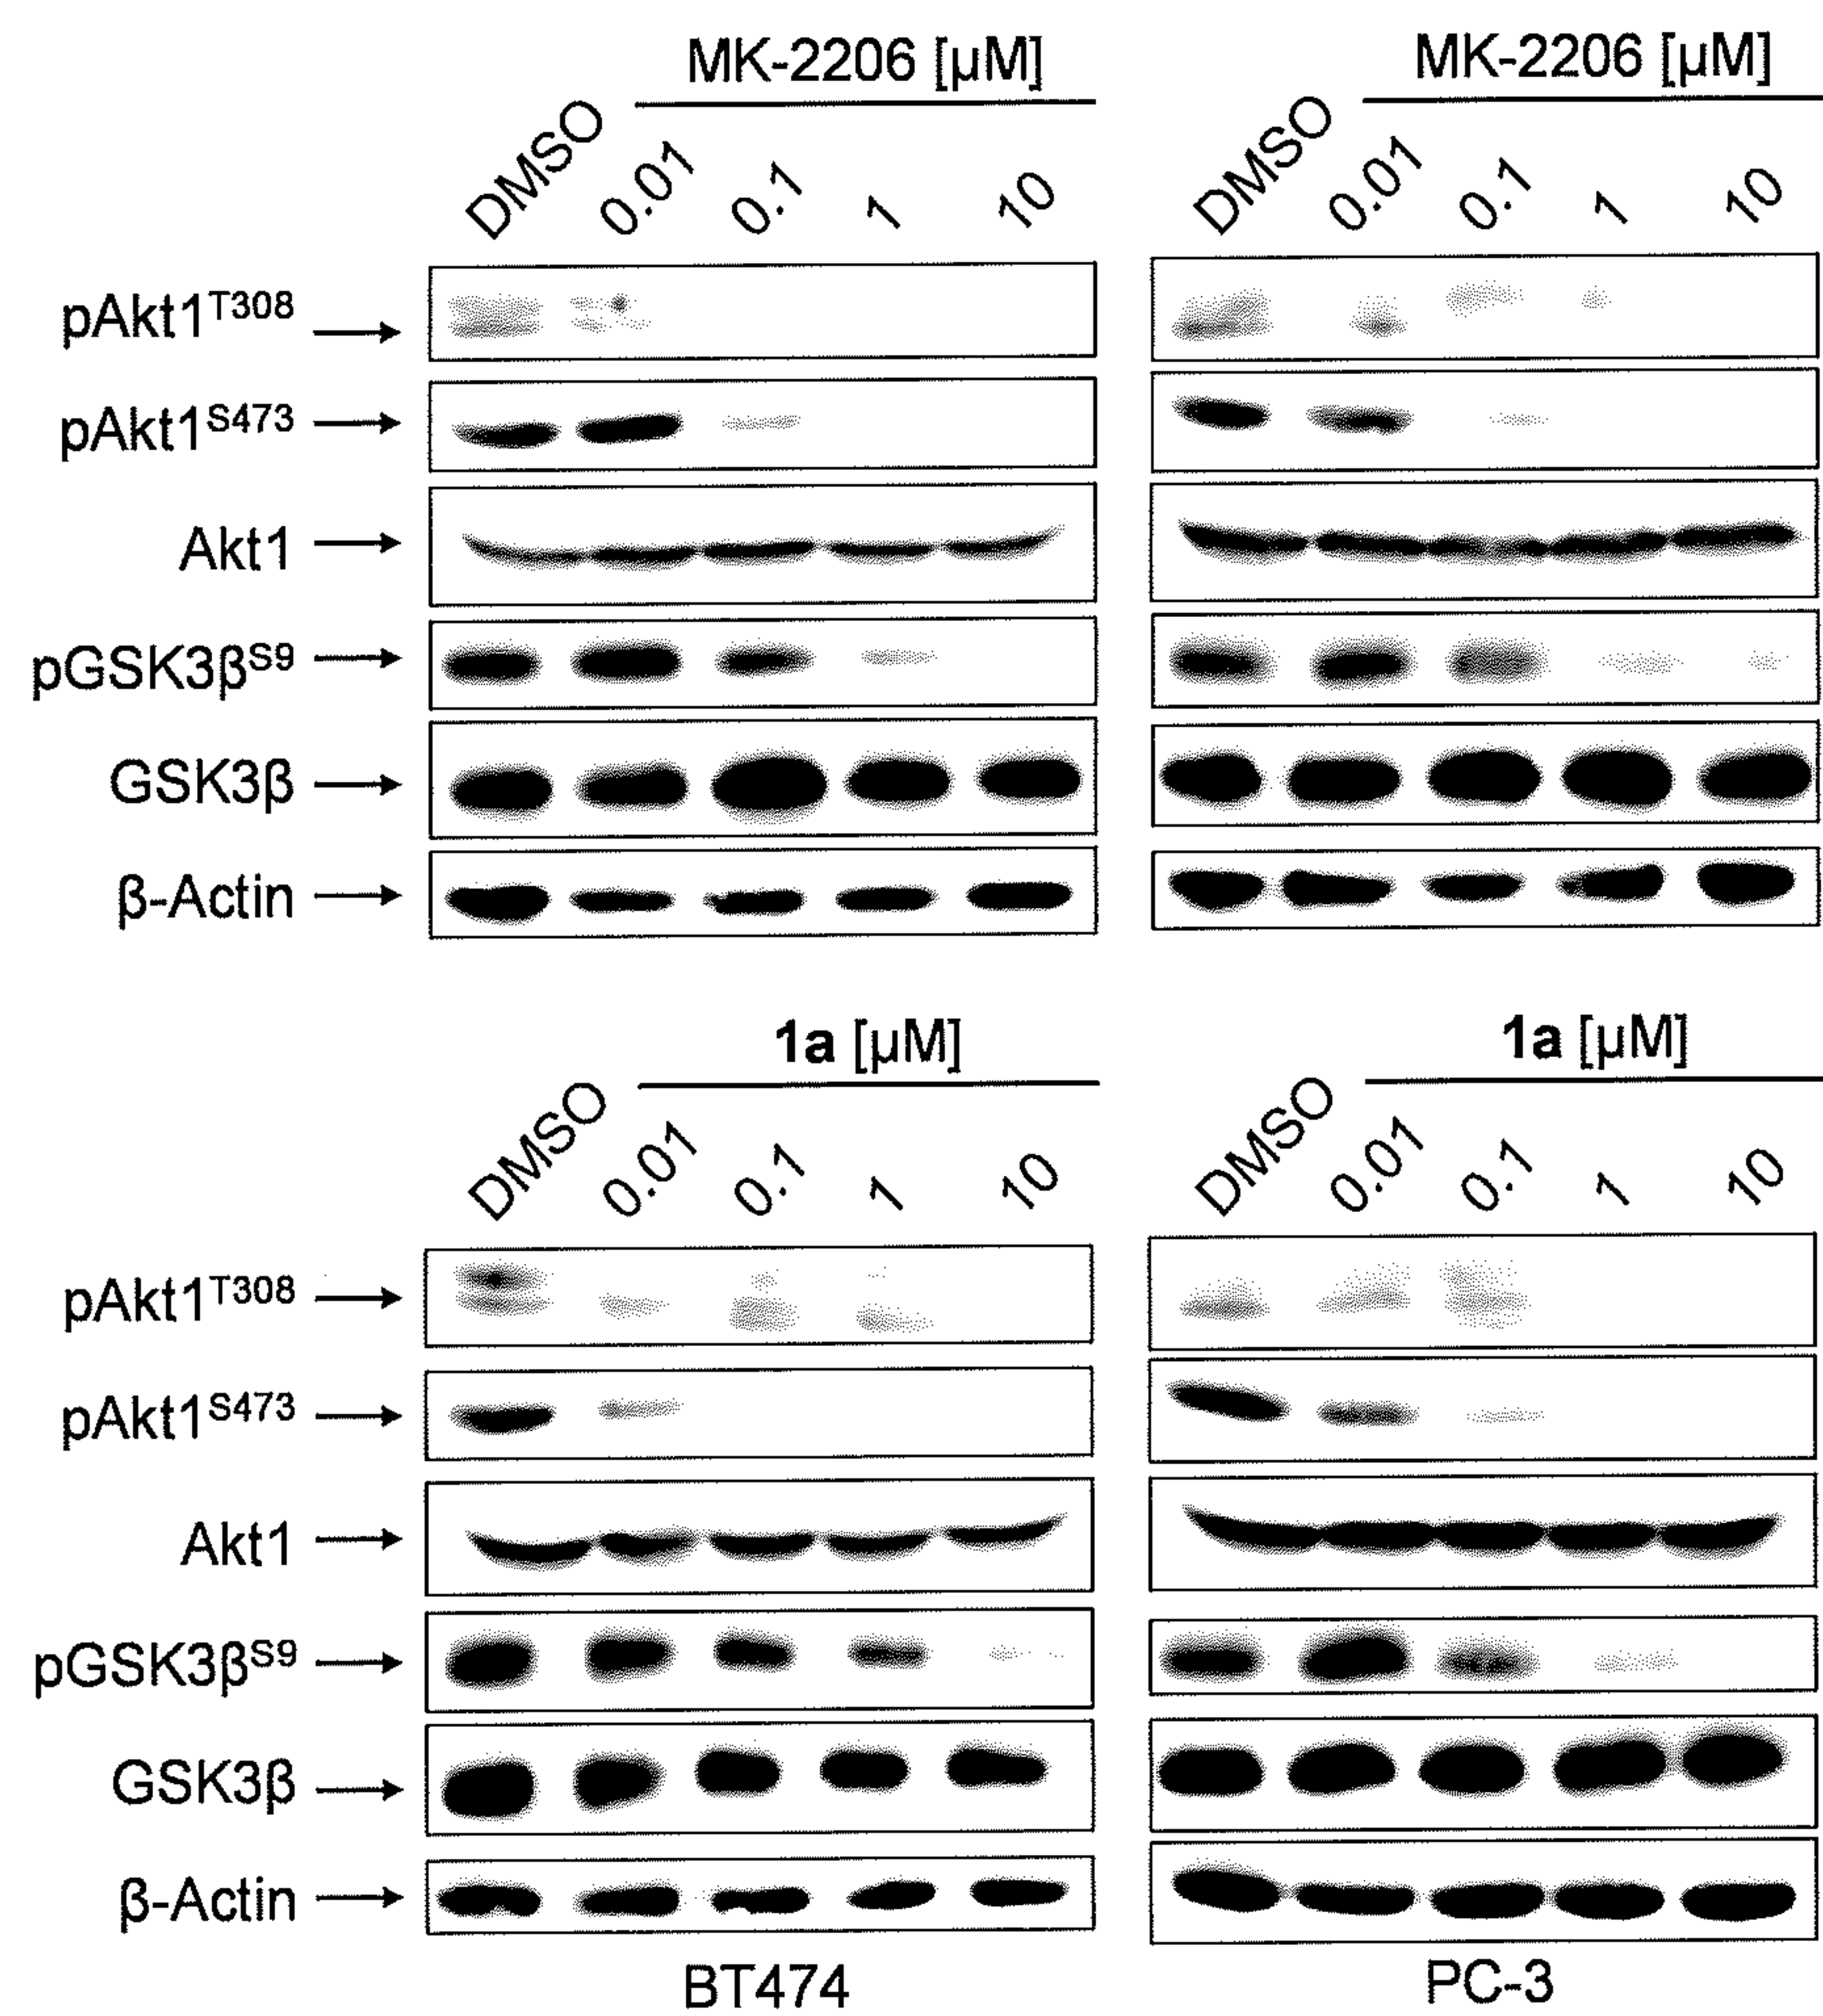 MK-2206 [µM] MK-2206 [µM]
DMSO 0.01 0.1 1 10 DMSO 0.01 0.1 1 10
pAkt1T308
pAkt1S473
Akt1
pGSK3βS9
GSK3β
β-Actin
1a [µM] 1a [µM]
DMSO 0.01 0.1 1 10 DMSO 0.01 0.1 1 10
pAkt1T308
pAkt1S473
Akt1
pGSK3βS9
GSK3β
β-Actin
BT474 PC-3